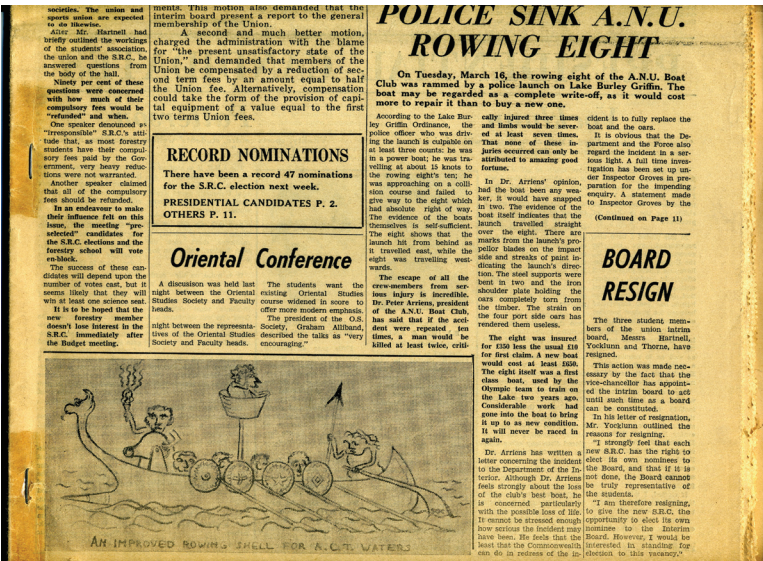 societies. The union and
sports union are expected
to do likewise.
After Mr. Hartnell had
briefly outlined the workings
of the students' association,
the union and the S.R.C., he
answered questions from
the body of the hall.
Ninety per cent of these
questions were concerned
with how much of their
compulsory fees would be
"refunded" and when.
One speaker denounced as
"irresponsible" S.R.C.'s atti-
tude that, as most forestry
students have their compul-
sory fees paid by the Gov-
ernment, very heavy reduc-
tions were not warranted.
Another speaker claimed
that all of the compulsory
fees should be refunded.
In an endeavour to make
their influence felt on this
issue, the meeting "pre-
selected" candidates for
the S.R.C. elections and the
forestry school will vote
en-block.
The success of these can-
didates will depend upon the
number of votes cast, but it
seems likely that they will
win at least one science seat.
It is to be hoped that the
new forestry member
doesn't lose interest in the
S.R.C. immediately after
the Budget meeting.
ments. This motion also demanded that the
interim board present a report to the general
membership of the Union.
A second and much better motion,
charged the administration with the blame
for "the present unsatisfactory state of the
Union," and demanded that members of the
Union be compensated by a reduction of sec-
ond term fees by an amount equal to half
the Union fee. Alternatively, compensation
could take the form of the provision of capi-
tal equipment of a value equal to the first
two terms Union fees.
RECORD NOMINATIONS
There have been a record 47 nominations
for the S.R.C. election next week.
PRESIDENTIAL CANDIDATES P. 2.
OTHERS P. 11.
Oriental Conference
A discusison was held last
night between the Oriental
Studies Society and Faculty
heads.
night between the representa-
tives of the Oriental Studies
Society and Faculty heads.
The students want the
existing Oriental Studies
course widened in sore to
offer more modern emphasis.
The president of the O.S.
Society, Graham Alliband,
described the talks as "very
encouraging."
POLICE SINK A.N.U.
ROWING EIGHT
On Tuesday, March 16, the rowing eight of the A.N.U. Boat
Club was rammed by a police launch on Lake Burley Griffin. The
boat may be regarded as a complete write-off, as it would cost
more to repair it than to buy a new one.
According to the Lake Bur-
ley Griffin Ordinance, the
police officer who was driv-
ing the launch is culpable on
at least three counts: he was
in a power boat; he was tra-
velling at about 15 knots to
the rowing eight's ten; he
was approaching on a colli-
sion course and failed to
give way to the eight which
had absolute right of way.
The evidence of the boats
themselves is self-sufficient.
The eight shows that the
launch hit from behind as
it travelled east, while the
eight was travelling west-
wards.
The escape of all the
crew-members from ser-
ious injury is incredible.
Dr. Peter Arriens, president
of the A.N.U. Boat Club,
has said that if the acci-
dent were repeated ten
times, a man would be
killed at least twice, criti-
cally injured three times
and limbs would be sever-
ed at least seven times.
That none of these in-
juries occurred can only be
attributed to amazing good
fortune.
In Dr. Arriens' opinion,
had the boat been any wea-
ker, it would have snapped
in two. The evidence of the
boat itself indicates that the
launch travelled straight
over the eight. There are
marks from the launch's pro-
pellor blades on the impact
side and streaks of paint in-
dicating the launch's direc-
tion. The steel supports were
bent in two and the iron
shoulder plate holding the
oars completely torn from
the timber. The strain on
the four port side oars has
rendered them useless.
The eight was insured
for £350 less the usual £10
for first claim. A new boat
would cost at least £650.
The eight itself was a first
class boat, used by the
Olympic team to train on
the Lake two years ago.
Considerable work had
gone into the boat to bring
it up to as new condition.
It will never be raced in
again.
Dr. Arriens has written a
letter concerning the incident
to the Department of the In-
terior. Although Dr. Arriens
feels strongly about the loss
of the club's best boat, he
is concerned particularly
with the possible loss of life.
It cannot be stressed enough
how serious the incident may
have been. He feels that the
least that the Commonwealth
can do in redress of the in-
cident is to fully replace the
boat and the oars.
It is obvious that the De-
partment and the Force also
regard the incident in a ser-
ious light. A full time inves-
tigation has been set up un-
der Inspector Groves in pre-
paration for the impending
enquiry. A statement made
to Inspector Groves by the
(Continued on Page 11)
BOARD
RESIGN
The three student mem-
bers of the union intrim
board, Messrs Hartnell,
Yocklunn and Thorne, have
resigned.
This action was made nec-
essary by the fact that the
vice-chancellor has appoint-
ed the interim board to act
until such time as a board
can be constituted.
In his letter of resignation,
Mr. Yocklunn outlined the
reasons for resigning.
"I strongly feel that each
new S.R.C. has the right to
elect its own nominees to
the Board, and that if it is
not done, the Board cannot
be truly representative of
the students.
"I am therefore resigning,
to give the new S.R.C. the
opportunity to elect its own
nominee to the Interim
Board. However, I would be
interested in standing for
election to this vacancy."
AN IMPROVED ROWING SHELL FOR A.C.T. WATERS